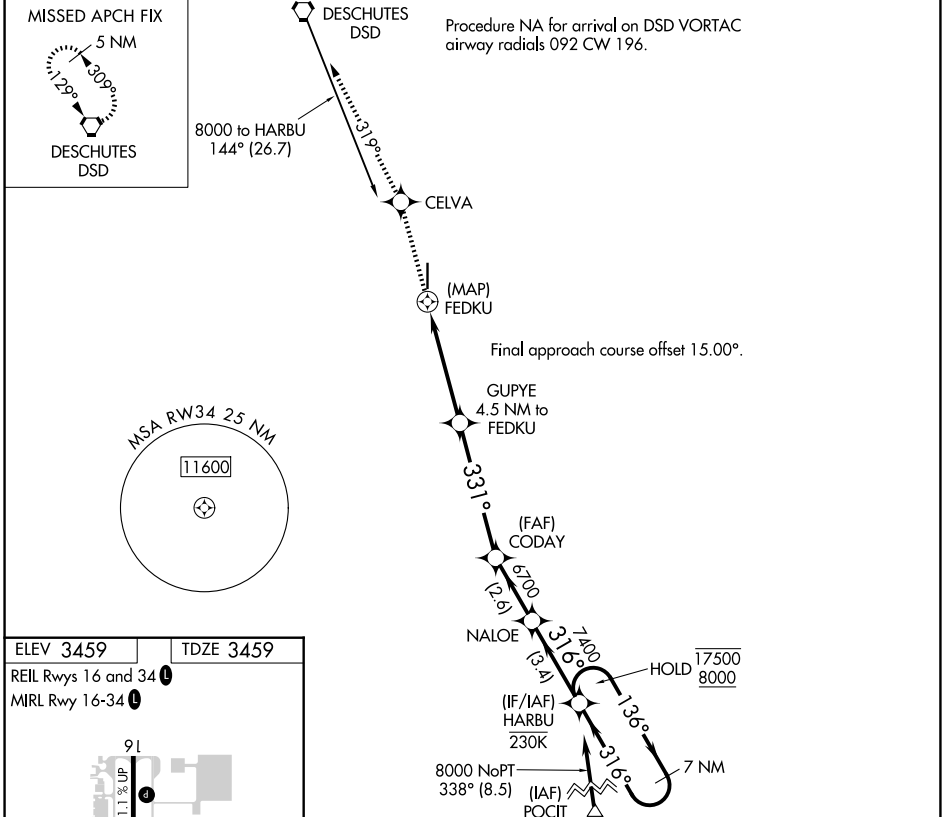 MISSED APCH FIX
5 NM
309°
129°
DESCHUTES
DSD
DESCHUTES
DSD
Procedure NA for arrival on DSD VORTAC
airway radials 092 CW 196.
8000 to HARBU
144° (26.7)
319°
CELVA
(MAP)
FEDKU
Final approach course offset 15.00°.
GUPYE
4.5 NM to
FEDKU
MSA RW34 25 NM
11600
331°
(FAF)
CODAY
6700
(2.6)
NALOE
316°
7400
(3.4)
HOLD
17500
8000
(IF/IAF)
HARBU
230K
136°
316°
7 NM
8000 NoPT
338° (8.5)
(IAF)
POCIT
ELEV 3459
TDZE 3459
REIL Rwys 16 and 34 L
MIRL Rwy 16-34 L
16
1.1 % UP
P